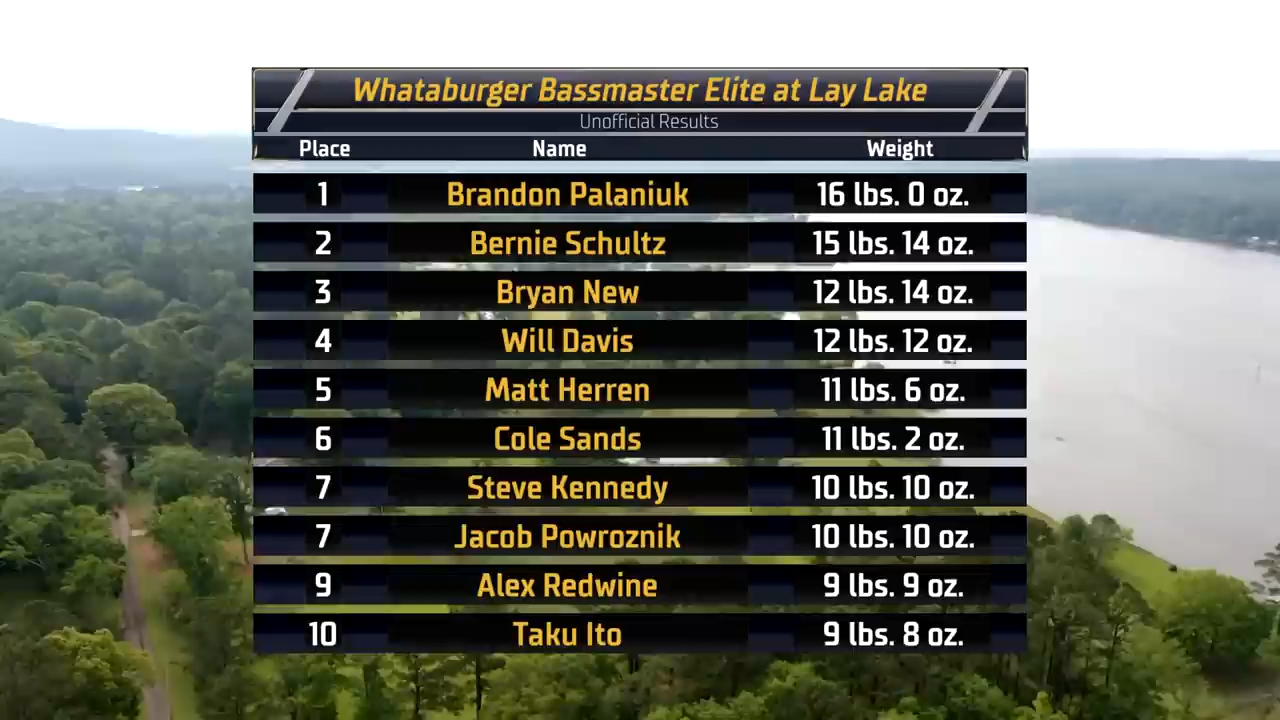 Whataburger Bassmaster Elite at Lay Lake
Unofficial Results
Place Name Weight
1 Brandon Palaniuk 16 lbs. 0 oz.
2 Bernie Schultz 15 lbs. 14 oz.
3 Bryan New 12 lbs. 14 oz.
4 Will Davis 12 lbs. 12 oz.
5 Matt Herren 11 lbs. 6 oz.
6 Cole Sands 11 lbs. 2 oz.
7 Steve Kennedy 10 lbs. 10 oz.
7 Jacob Powroznik 10 lbs. 10 oz.
9 Alex Redwine 9 lbs. 9 oz.
10 Taku Ito 9 lbs. 8 oz.